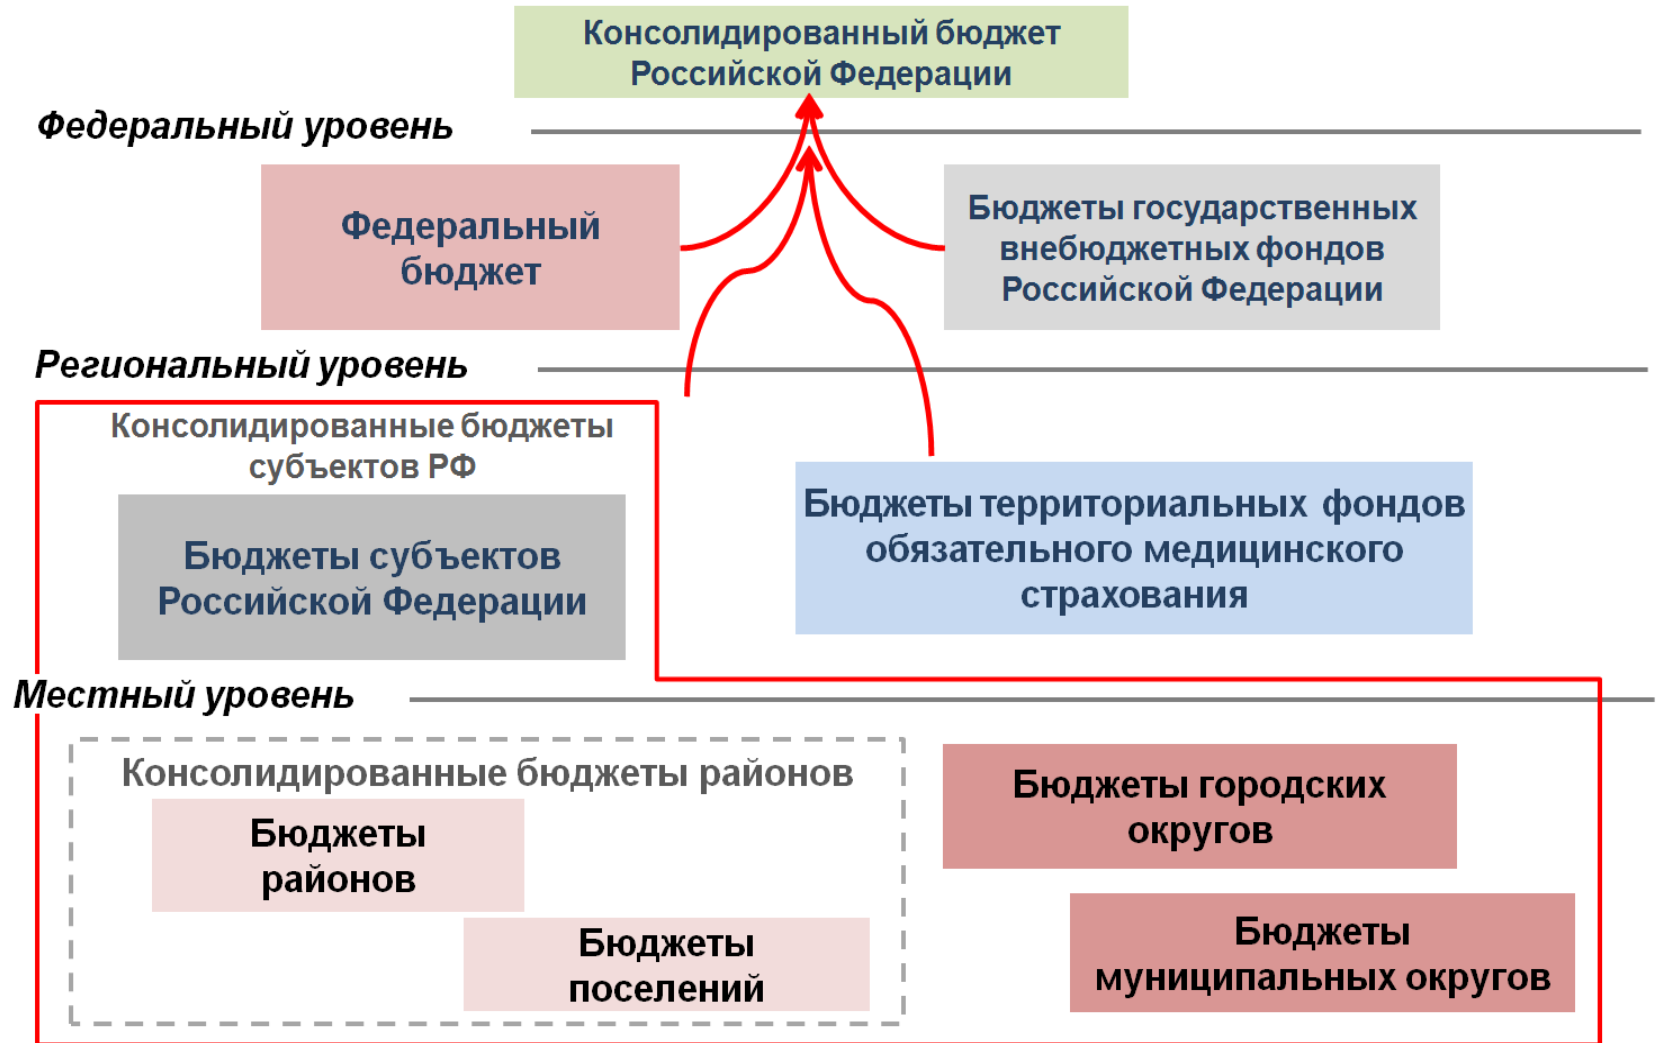 Консолидированный бюджет
Российской Федерации
Федеральный уровень
Федеральный
бюджет
Бюджеты государственных
внебюджетных фондов
Российской Федерации
Региональный уровень
Консолидированные бюджеты
субъектов РФ
Бюджеты субъектов
Российской Федерации
Бюджеты территориальных фондов
обязательного медицинского
страхования
Местный уровень
Консолидированные бюджеты районов
Бюджеты
районов
Бюджеты
поселений
Бюджеты городских
округов
Бюджеты
муниципальных округов